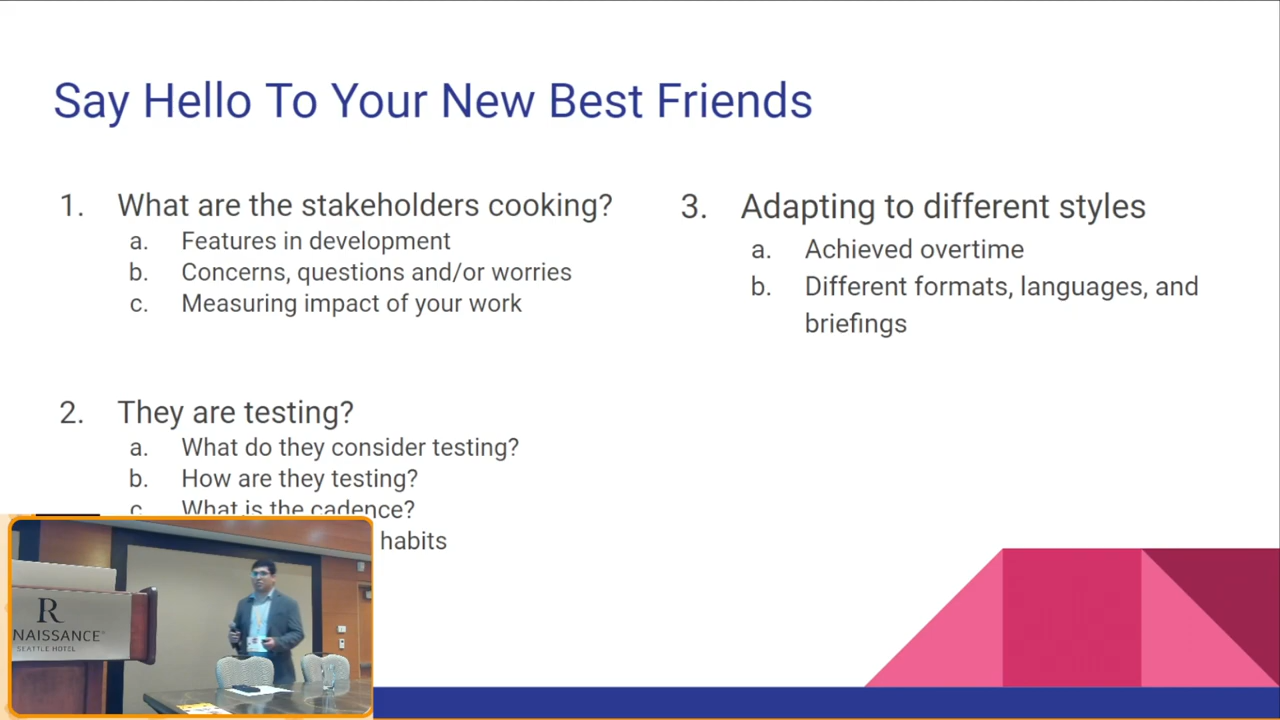 Say Hello To Your New Best Friends
1. What are the stakeholders cooking?
a. Features in development
b. Concerns, questions and/or worries
c. Measuring impact of your work
2. They are testing?
a. What do they consider testing?
b. How are they testing?
c. What is the cadence?
habits
3. Adapting to different styles
a. Achieved overtime
b. Different formats, languages, and
briefings
R
NAISSANCE
SEATTLE HOTEL